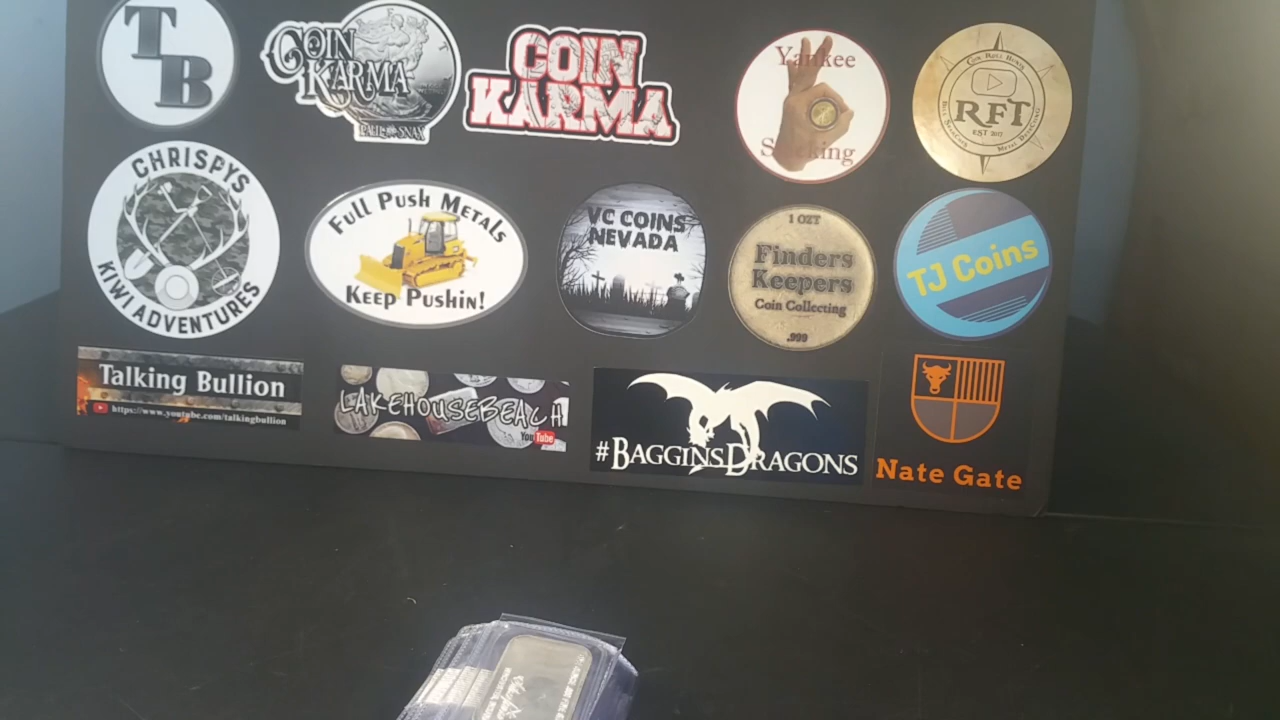 TB
COIN
KARMA
COIN
KARMA
Yankee
RFT
EST 2017
CHRISPYS
KIWI ADVENTURES
FULL PUSH METALS
KEEP PUSHIN!
VC COINS
NEVADA
1 OZT
Finders
Keepers
Coin Collecting
.999
TJ Coins
Talking Bullion
https://www.youtube.com/talkingbullion
LAKEHOUSEBEACH
YouTube
#BAGGINSDRAGONS
Nate Gate